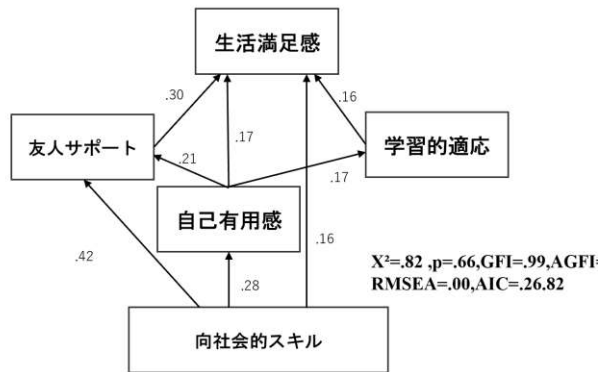 生活満足感
.30
.16
.17
友人サポート
学習的適応
.21
.17
自己有用感
.16
.42
.28
X²=.82 ,p=.66,GFI=.99,AGFI=
RMSEA=.00,AIC=.26.82
向社会的スキル